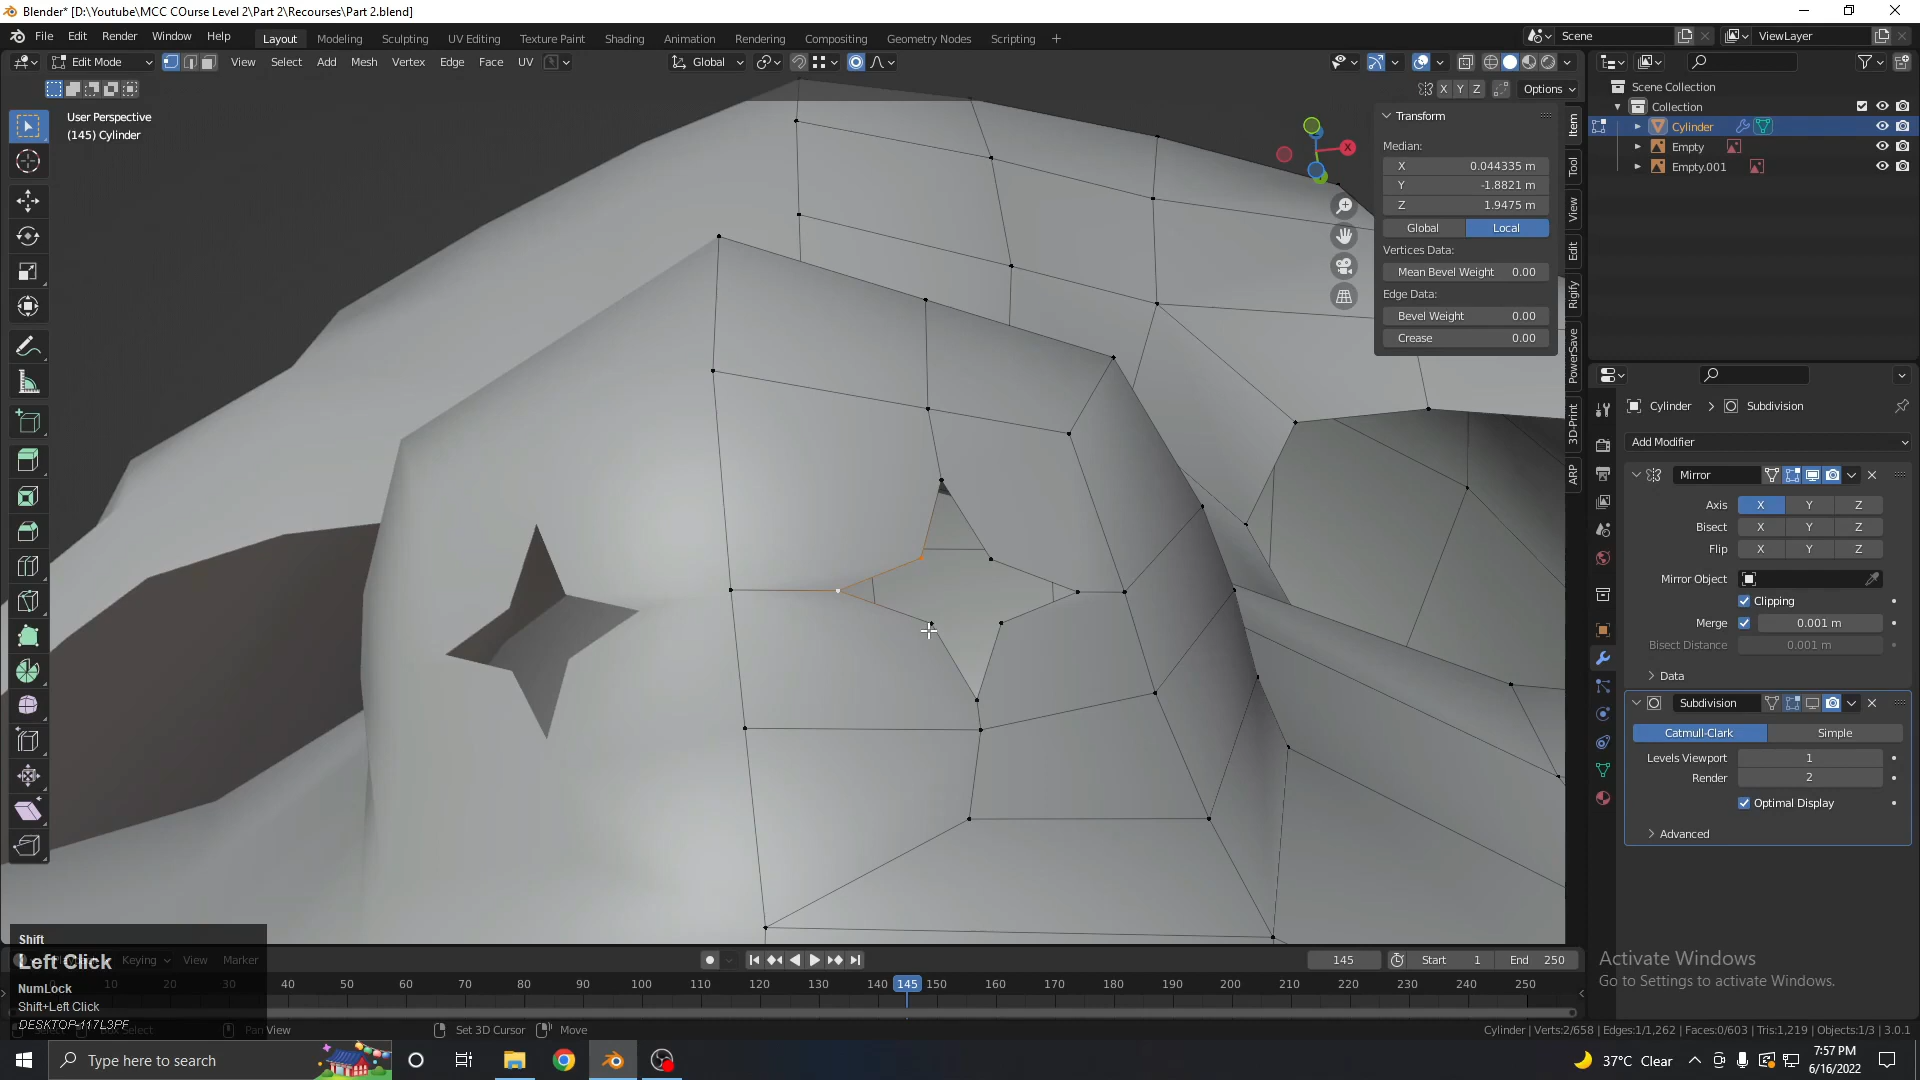 Blender* [D:\Youtube\MCC COurse Level 2\Part 2\Recourses\Part 2.blend]
File Edit Render Window Help Layout Modeling Sculpting UV Editing Texture Paint Shading Animation Rendering Compositing Geometry Nodes Scripting + Scene ViewLayer
Edit Mode View Select Add Mesh Vertex Edge Face UV Global
X Y Z Options
User Perspective
(145) Cylinder
X
Transform
Median:
X 0.044335 m
Y -1.8821 m
Z 1.9475 m
Global Local
Vertices Data:
Mean Bevel Weight 0.00
Edge Data:
Bevel Weight 0.00
Crease 0.00
Item
Tool
View
Edit
Rigify
PowerSave
3D-Print
ARP
Scene Collection
Collection
Cylinder
Empty
Empty.001
Cylinder > Subdivision
Add Modifier
Mirror
Axis X Y Z
Bisect X Y Z
Flip X Y Z
Mirror Object
Clipping
Merge 0.001 m
Bisect Distance 0.001 m
Data
Subdivision
Catmull-Clark Simple
Levels Viewport 1
Render 2
Optimal Display
Advanced
Shift
Left Click
NumLock
Shift+Left Click
DESKTOP-117L3PF
Keying View Marker
145 Start 1 End 250
10 20 30 40 50 60 70 80 90 100 110 120 130 140 145 150 160 170 180 190 200 210 220 230 240 250
Box Select Pan View Set 3D Cursor Move
Cylinder | Verts:2/658 | Edges:1/1,262 | Faces:0/603 | Tris:1,219 | Objects:1/3 | 3.0.1
Activate Windows
Go to Settings to activate Windows.
Type here to search
37°C Clear
7:57 PM
6/16/2022